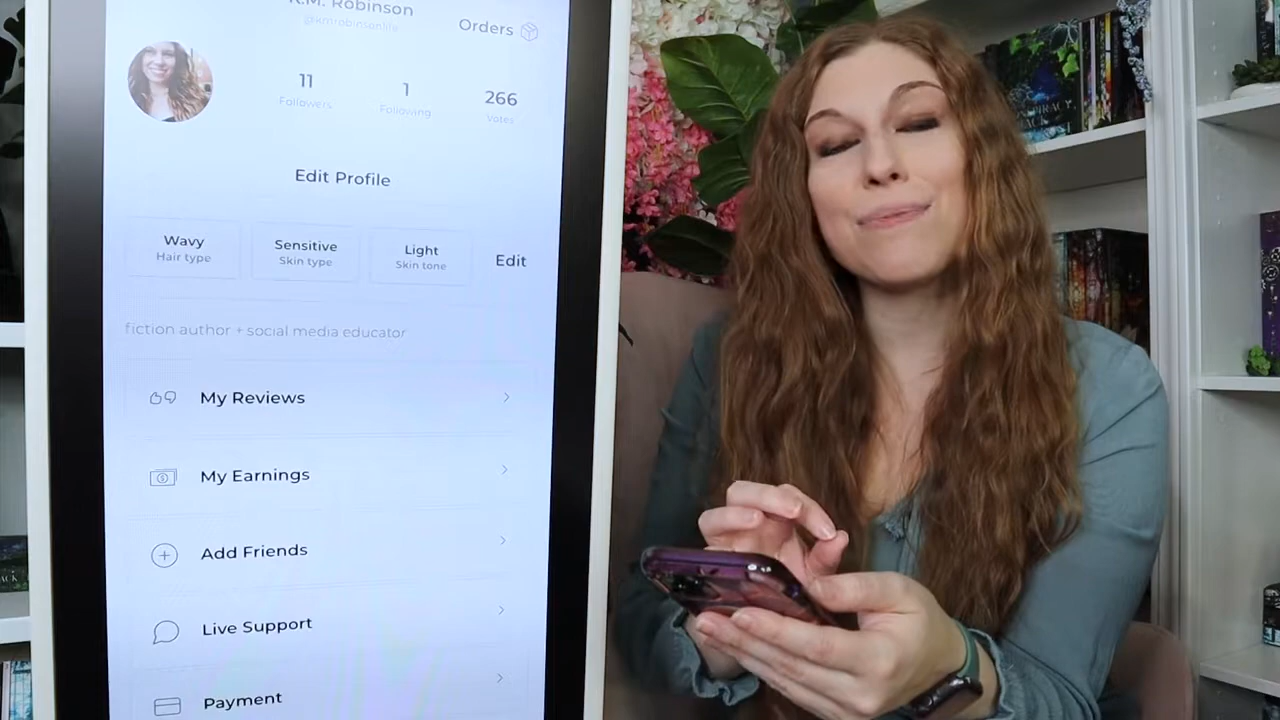 K.M. Robinson
@kmrobinsonlife
Orders
11
Followers
1
Following
266
Votes
Edit Profile
Wavy
Hair type
Sensitive
Skin type
Light
Skin tone
Edit
fiction author + social media educator
My Reviews
My Earnings
Add Friends
Live Support
Payment